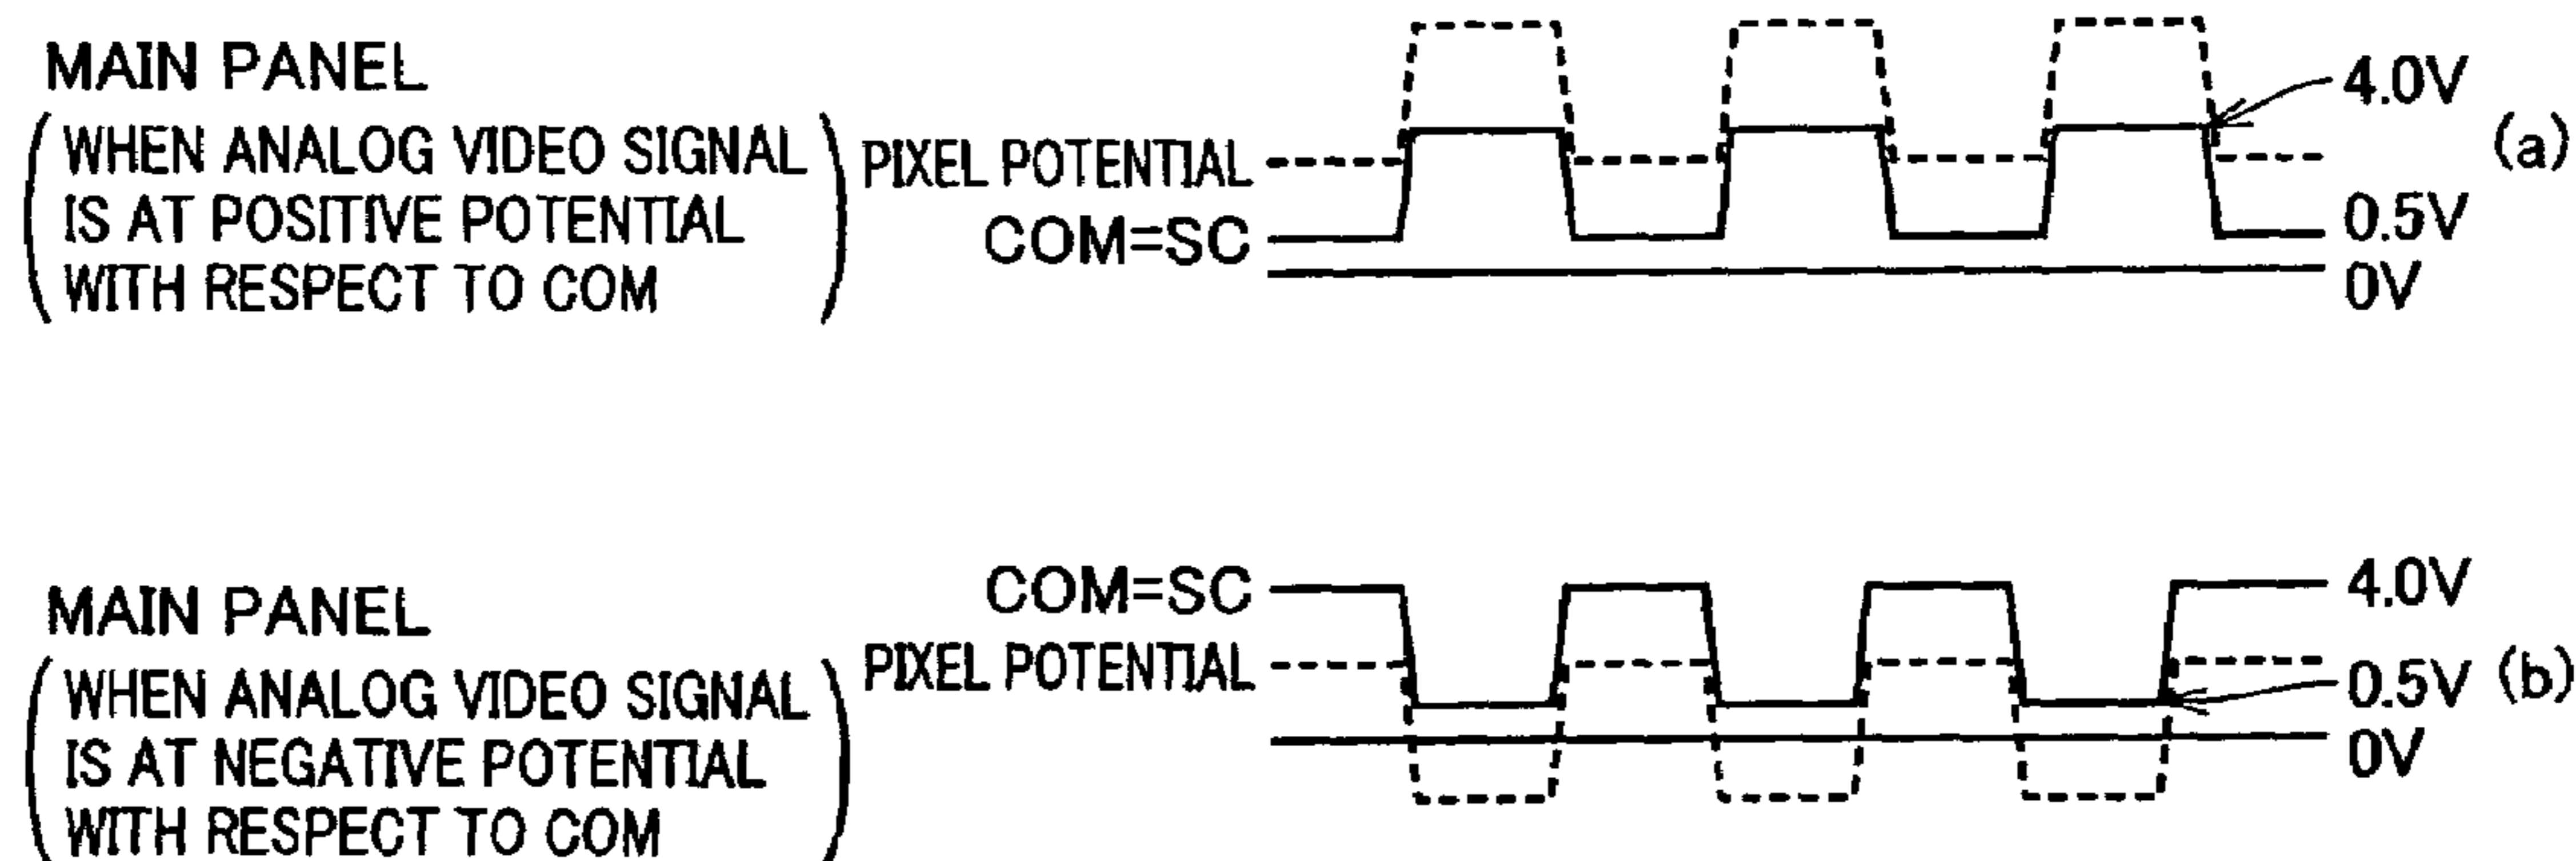 MAIN PANEL
(WHEN ANALOG VIDEO SIGNAL
IS AT POSITIVE POTENTIAL
WITH RESPECT TO COM)
PIXEL POTENTIAL
COM=SC
4.0V
0.5V
0V
(a)
MAIN PANEL
(WHEN ANALOG VIDEO SIGNAL
IS AT NEGATIVE POTENTIAL
WITH RESPECT TO COM
COM=SC
PIXEL POTENTIAL
4.0V
0.5V
0V
(b)